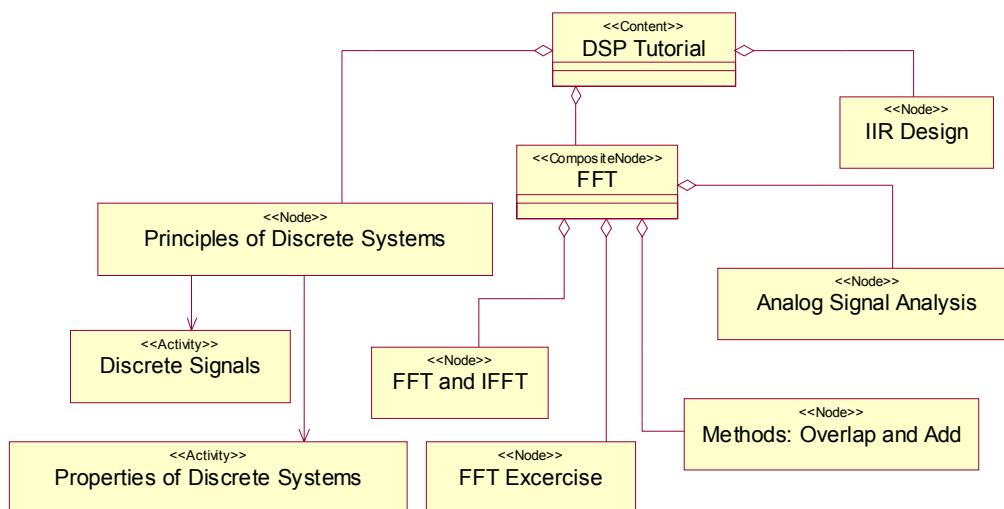 <<Content>>
DSP Tutorial
<<Node>>
IIR Design
<<CompositeNode>>
FFT
<<Node>>
Principles of Discrete Systems
<<Node>>
Analog Signal Analysis
<<Activity>>
Discrete Signals
<<Node>>
FFT and IFFT
<<Node>>
Methods: Overlap and Add
<<Activity>>
Properties of Discrete Systems
<<Node>>
FFT Excercise